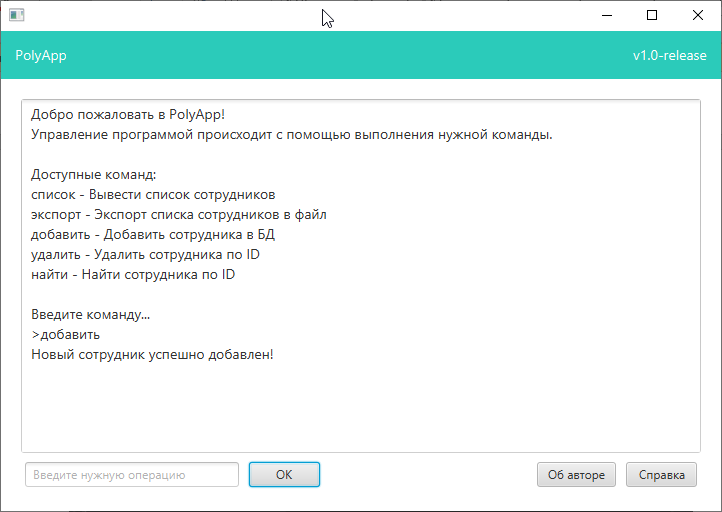 PolyApp
v1.0-release
Добро пожаловать в PolyApp!
Управление программой происходит с помощью выполнения нужной команды.
Доступные команд:
список - Вывести список сотрудников
экспорт - Экспорт списка сотрудников в файл
добавить - Добавить сотрудника в БД
удалить - Удалить сотрудника по ID
найти - Найти сотрудника по ID
Введите команду...
>добавить
Новый сотрудник успешно добавлен!
Введите нужную операцию
ОК
Об авторе
Справка